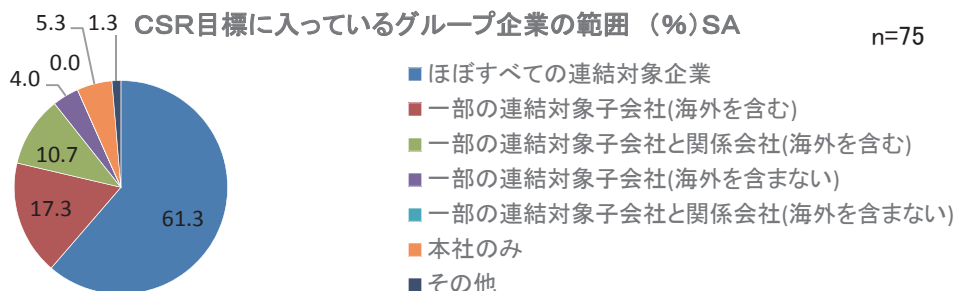 CSR目標に入っているグループ企業の範囲 (%)SA
n=75
5.3
1.3
0.0
4.0
10.7
17.3
61.3
ほぼすべての連結対象企業
一部の連結対象子会社(海外を含む)
一部の連結対象子会社と関係会社(海外を含む)
一部の連結対象子会社(海外を含まない)
一部の連結対象子会社と関係会社(海外を含まない)
本社のみ
その他